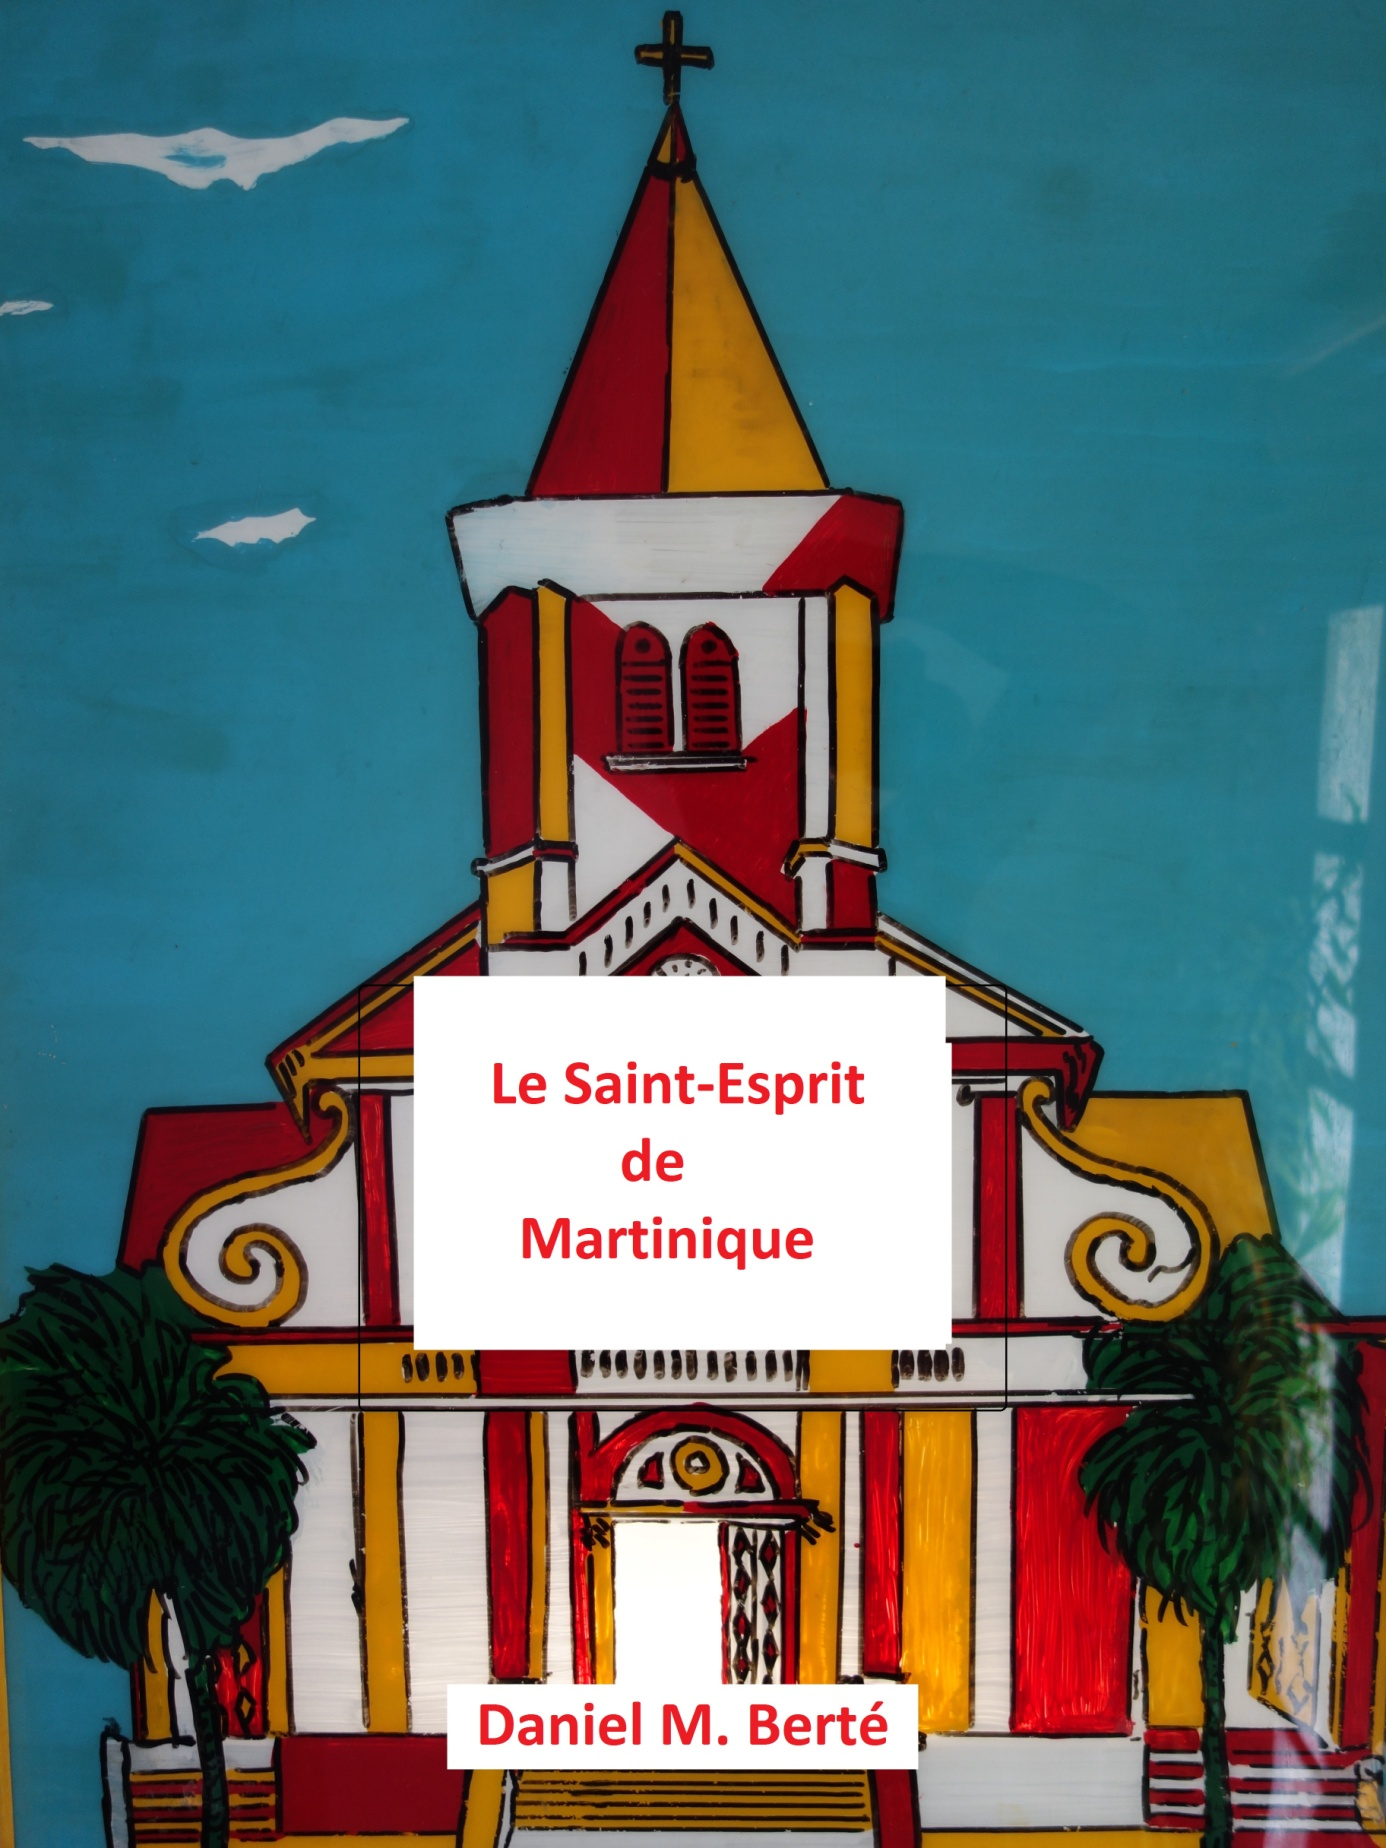 Le Saint-Esprit
de
Martinique
Daniel M. Berté